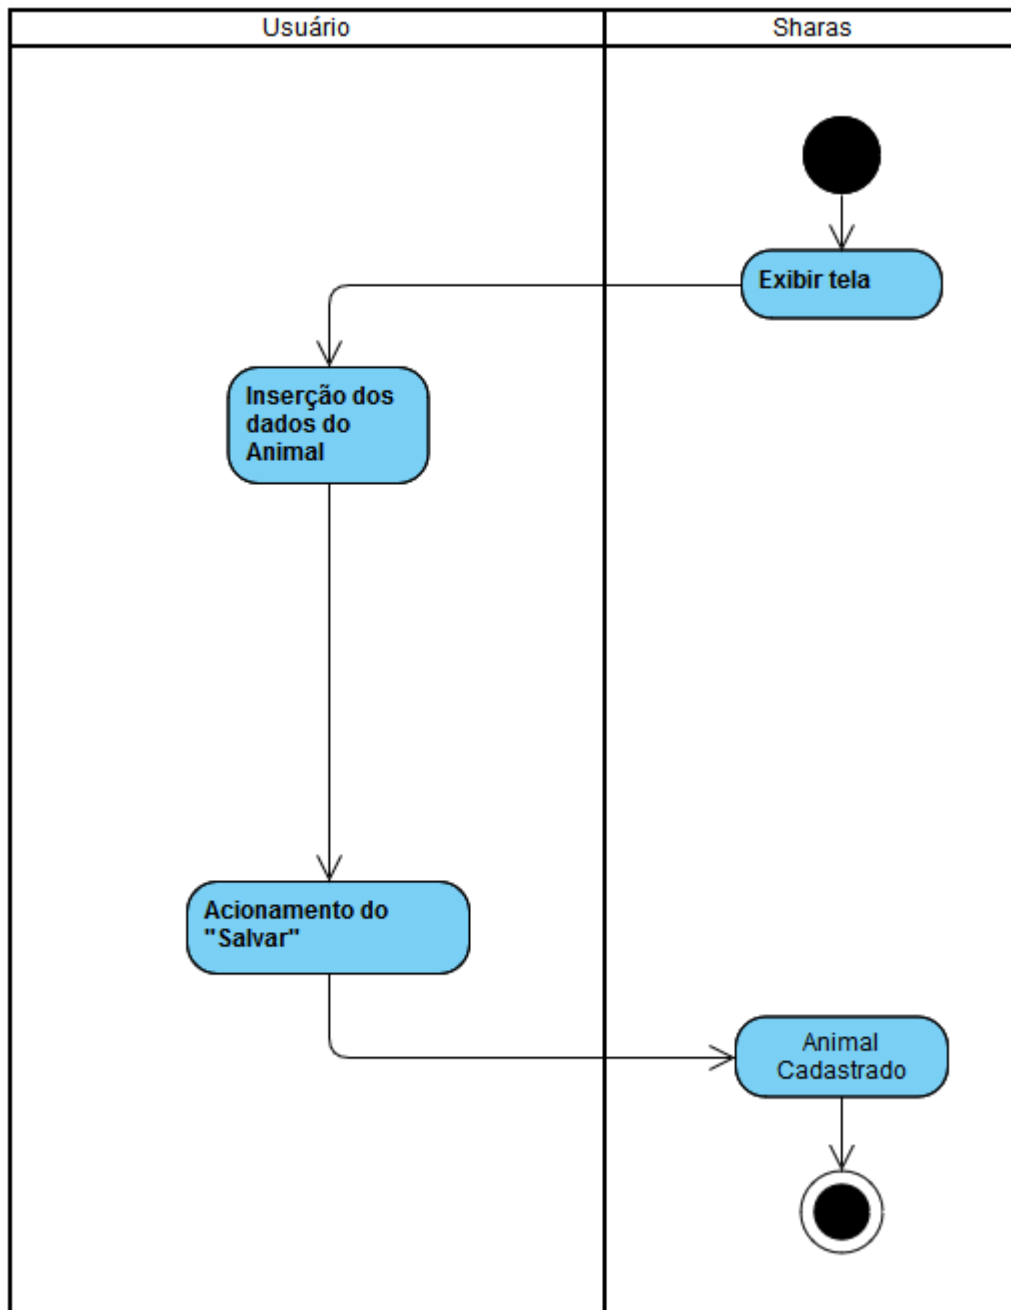 Usuário
Sharas
Exibir tela
Inserção dos
dados do
Animal
Acionamento do
"Salvar"
Animal
Cadastrado